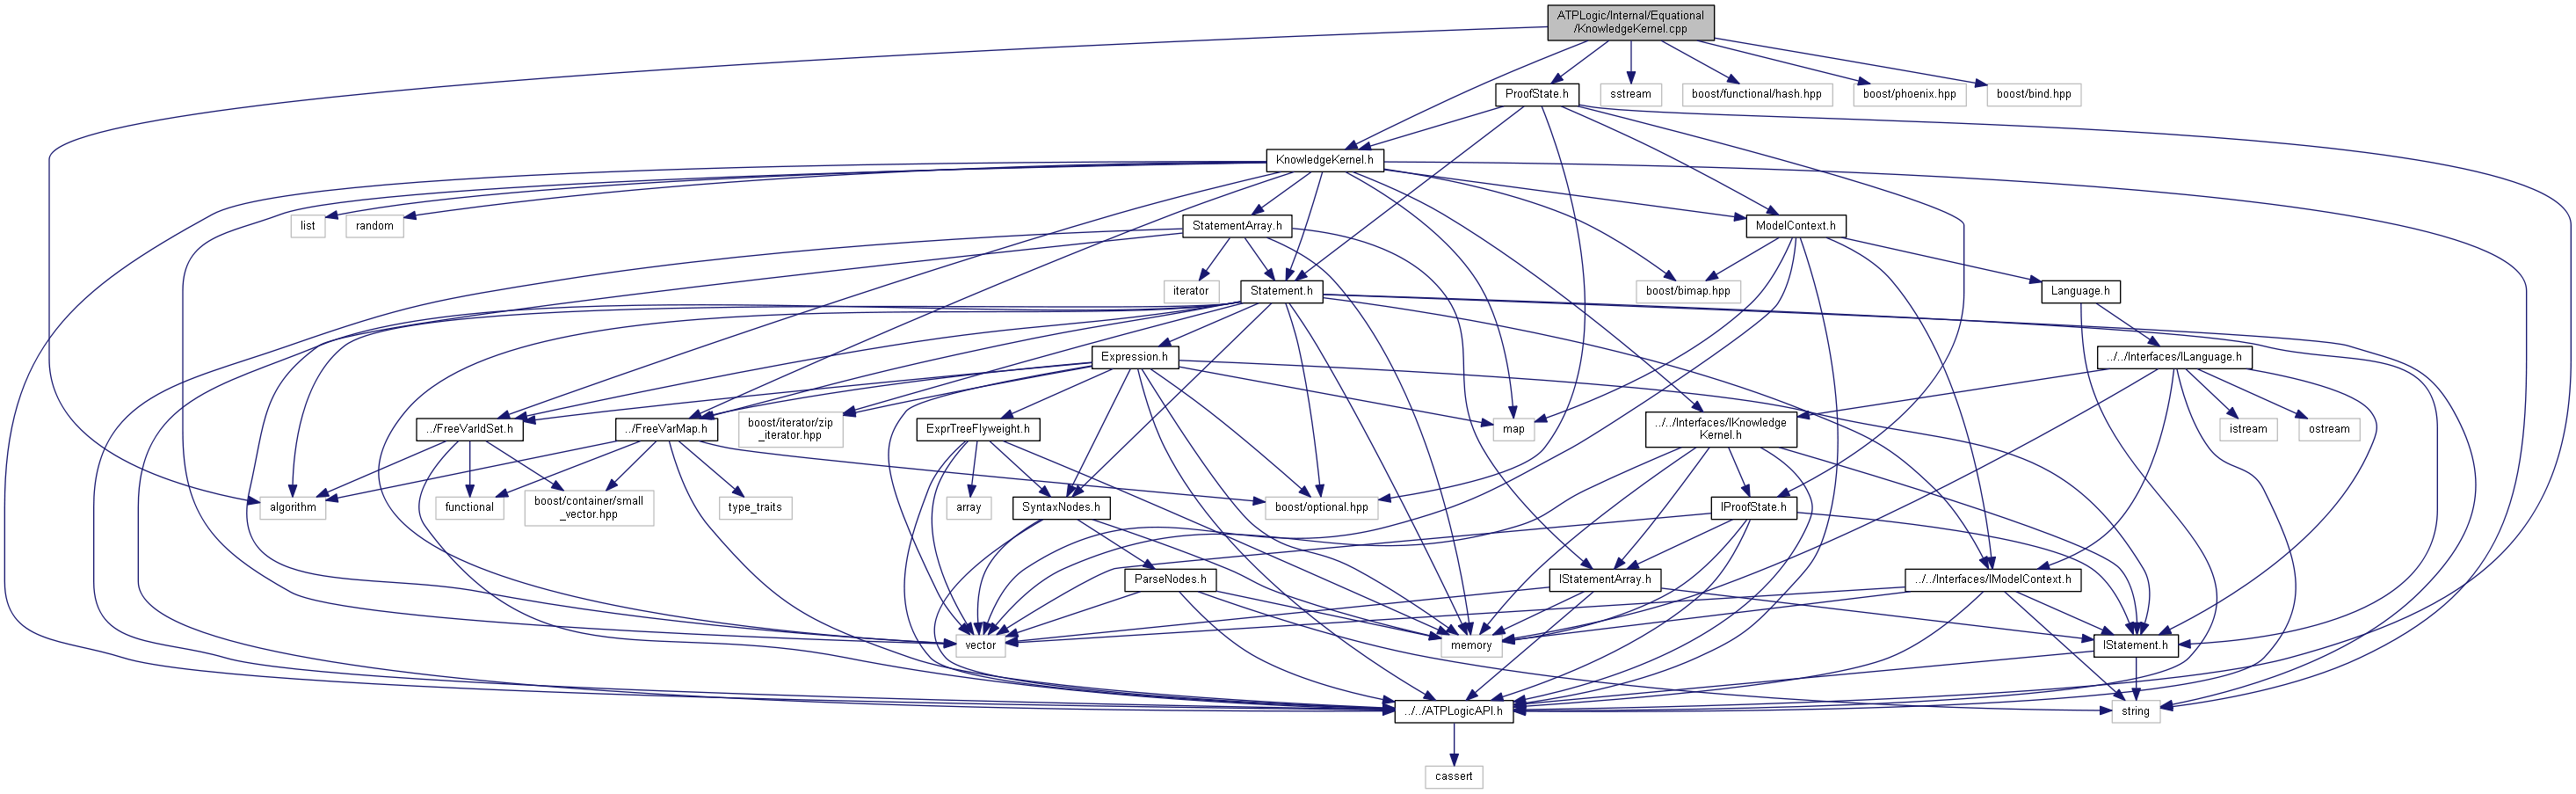 ATPLogic/Internal/Equational
/KnowledgeKernel.cpp
ProofState.h
sstream
boost/functional/hash.hpp
boost/phoenix.hpp
boost/bind.hpp
KnowledgeKernel.h
list
random
StatementArray.h
ModelContext.h
iterator
Statement.h
boost/bimap.hpp
Language.h
Expression.h
../../Interfaces/ILanguage.h
../FreeVarIdSet.h
../FreeVarMap.h
boost/iterator/zip
_iterator.hpp
ExprTreeFlyweight.h
map
../../Interfaces/IKnowledge
Kernel.h
istream
ostream
algorithm
functional
boost/container/small
_vector.hpp
type_traits
array
SyntaxNodes.h
boost/optional.hpp
IProofState.h
ParseNodes.h
IStatementArray.h
../../Interfaces/IModelContext.h
vector
memory
IStatement.h
../../ATPLogicAPI.h
string
cassert